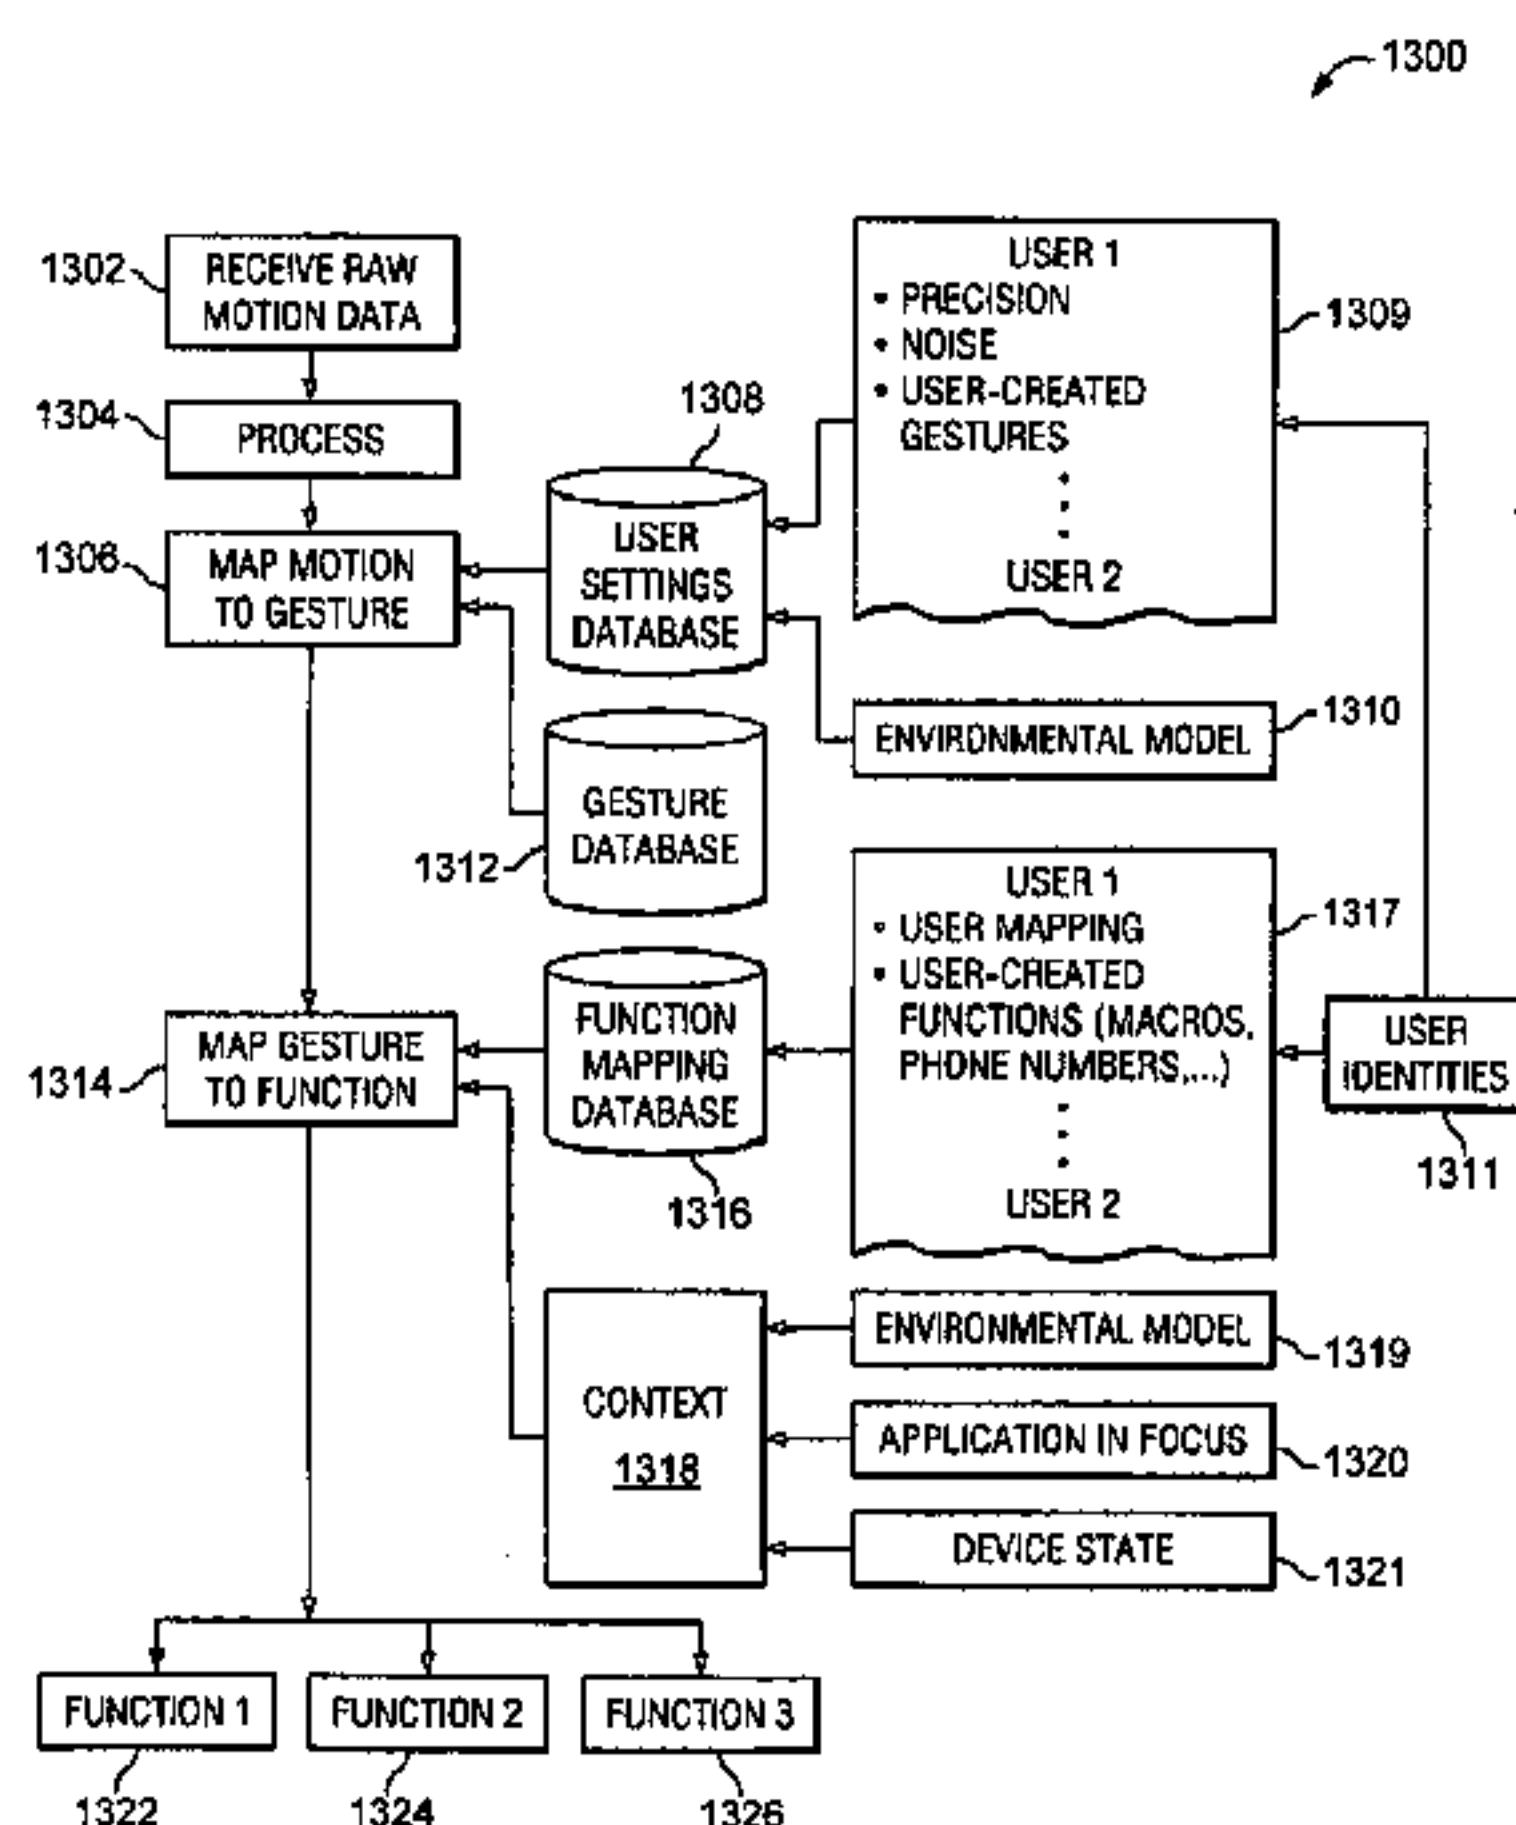 1300
1302
RECEIVE RAW
MOTION DATA
1304
PROCESS
1306
MAP MOTION
TO GESTURE
1308
USER
SETTINGS
DATABASE
USER 1
• PRECISION
• NOISE
• USER-CREATED
GESTURES
USER 2
1309
ENVIRONMENTAL MODEL
1310
GESTURE
DATABASE
1312
1314
MAP GESTURE
TO FUNCTION
FUNCTION
MAPPING
DATABASE
1316
USER 1
• USER MAPPING
• USER-CREATED
FUNCTIONS (MACROS,
PHONE NUMBERS,...)
USER 2
1317
USER
IDENTITIES
1311
CONTEXT
1318
ENVIRONMENTAL MODEL
1319
APPLICATION IN FOCUS
1320
DEVICE STATE
1321
FUNCTION 1
FUNCTION 2
FUNCTION 3
1322
1324
1326